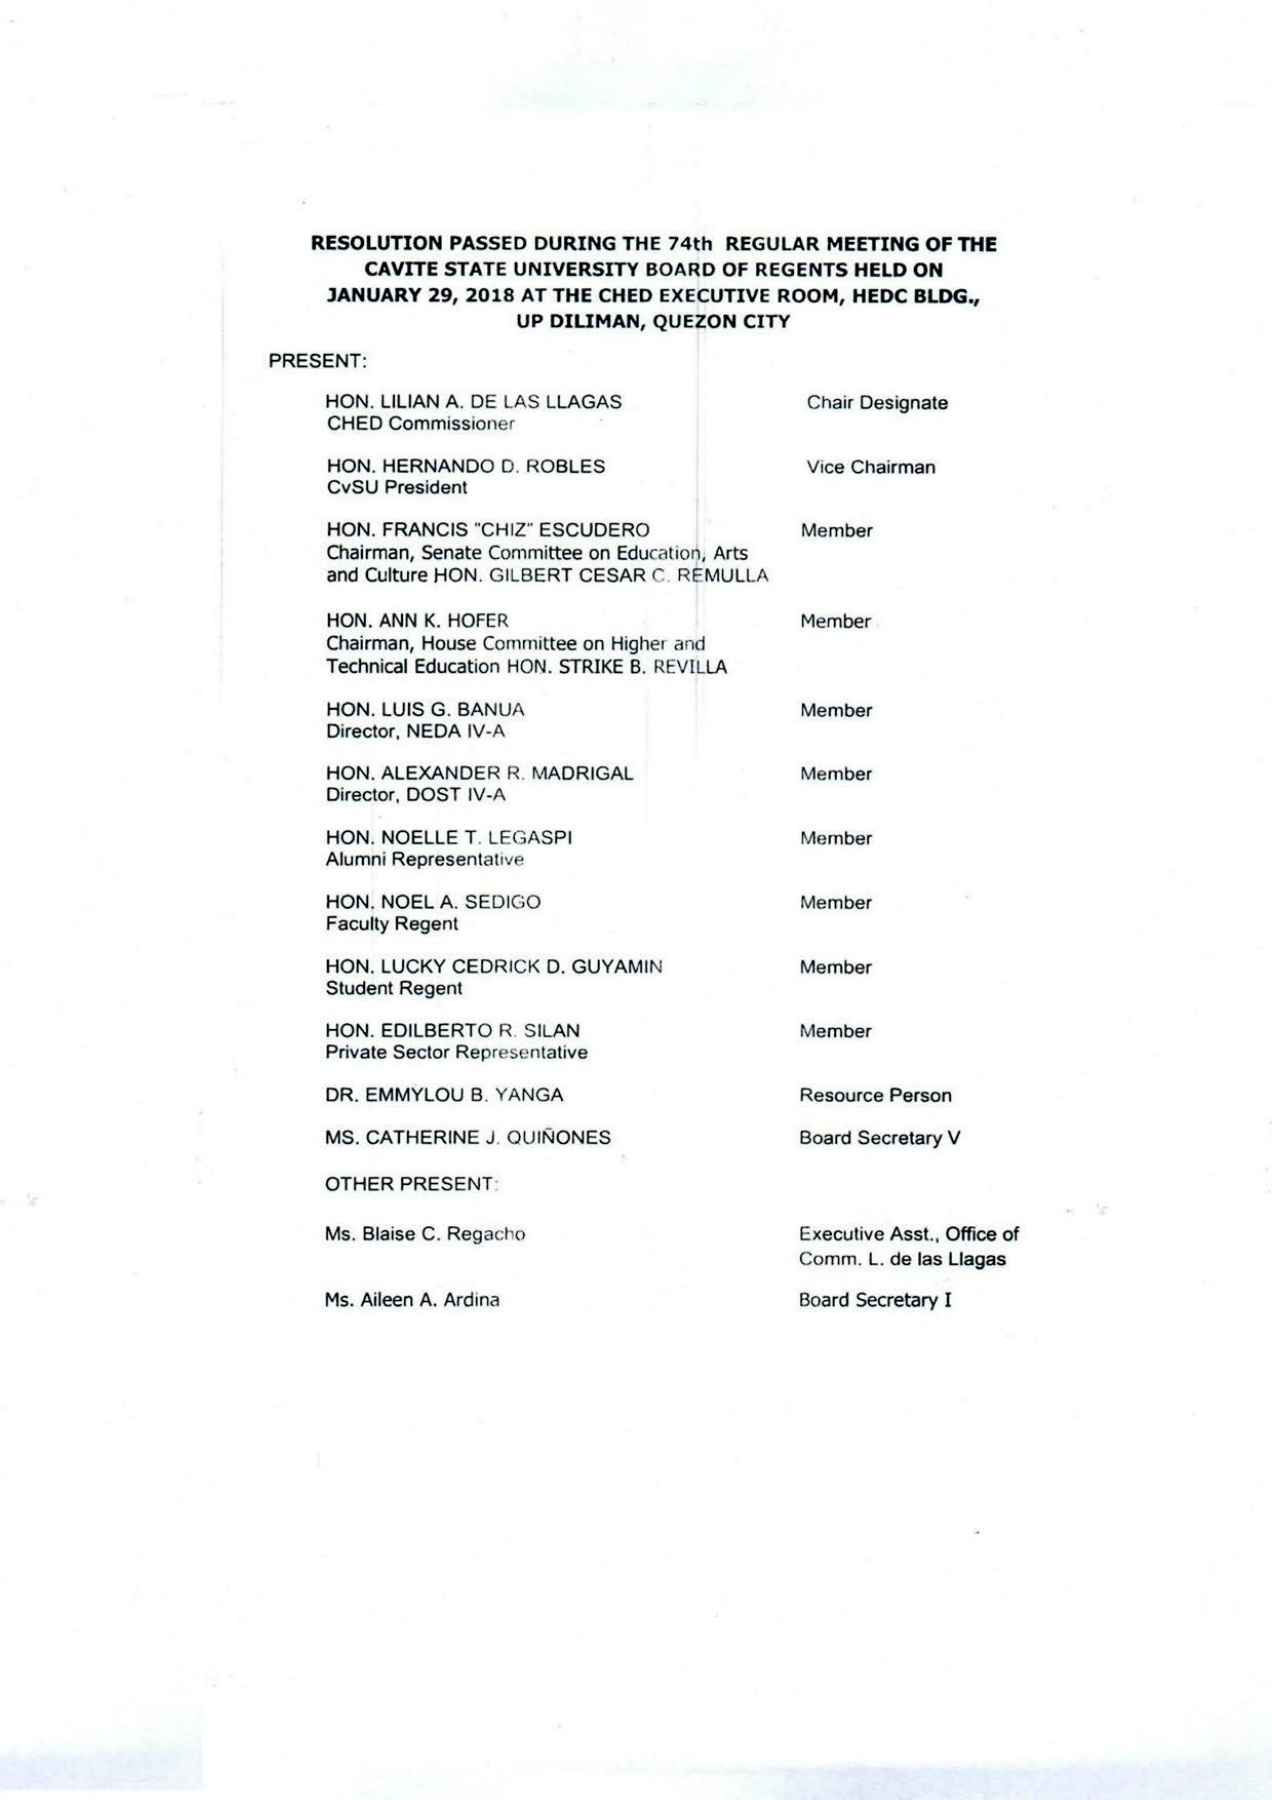 RESOLUTION PASSED DURING THE 74th REGULAR MEETING OF THE
CAVITE STATE UNIVERSITY BOARD OF REGENTS HELD ON
JANUARY 29, 2018 AT THE CHED EXECUTIVE ROOM, HEDC BLDG.,
UP DILIMAN, QUEZON CITY
PRESENT:
HON. LILIAN A. DE LAS LLAGAS Chair Designate
CHED Commissioner
HON. HERNANDO D. ROBLES Vice Chairman
CvSU President
HON. FRANCIS "CHIZ" ESCUDERO Member
Chairman, Senate Committee on Education, Arts
and Culture HON. GILBERT CESAR C. REMULLA
HON. ANN K. HOFER Member
Chairman, House Committee on Higher and
Technical Education HON. STRIKE B. REVILLA
HON. LUIS G. BANUA Member
Director, NEDA IV-A
HON. ALEXANDER R. MADRIGAL Member
Director, DOST IV-A
HON. NOELLE T. LEGASPI Member
Alumni Representative
HON. NOEL A. SEDIGO Member
Faculty Regent
HON. LUCKY CEDRICK D. GUYAMIN Member
Student Regent
HON. EDILBERTO R. SILAN Member
Private Sector Representative
DR. EMMYLOU B. YANGA Resource Person
MS. CATHERINE J. QUIÑONES Board Secretary V
OTHER PRESENT:
Ms. Blaise C. Regacho Executive Asst., Office of
Comm. L. de las Llagas
Ms. Aileen A. Ardina Board Secretary I